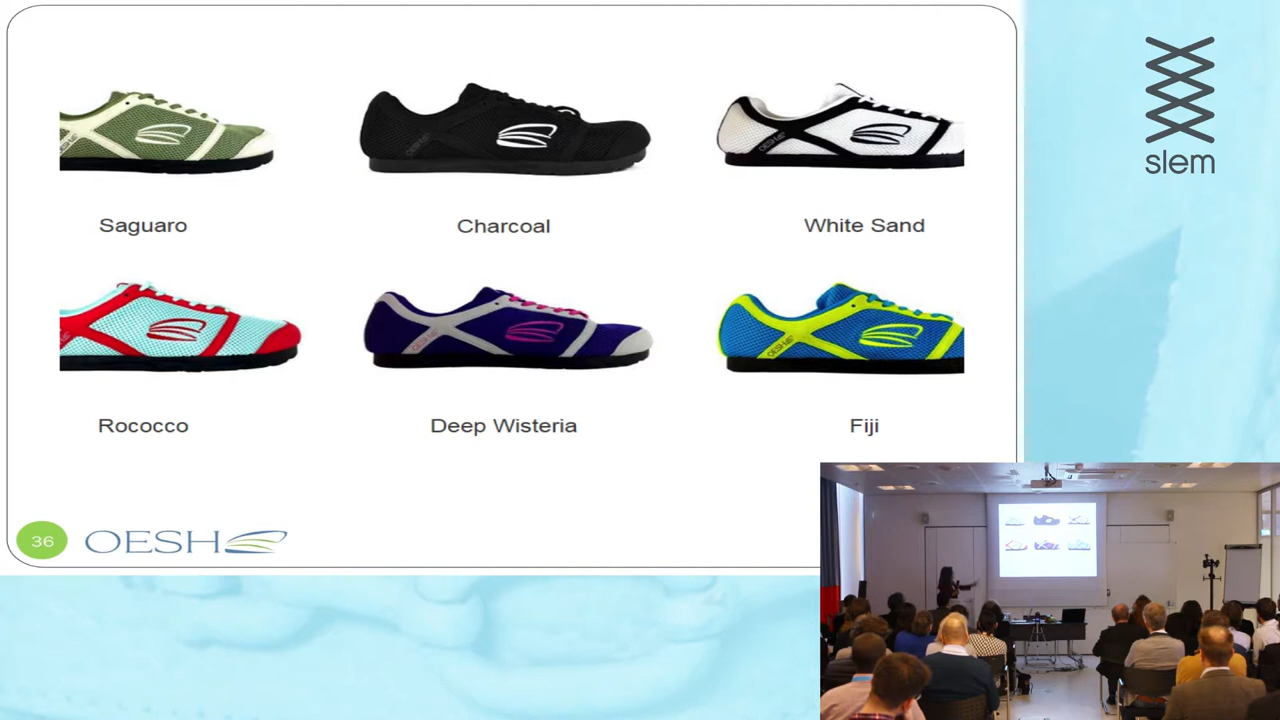 slem
Saguaro
Charcoal
White Sand
Rococco
Deep Wisteria
Fiji
36
OESH